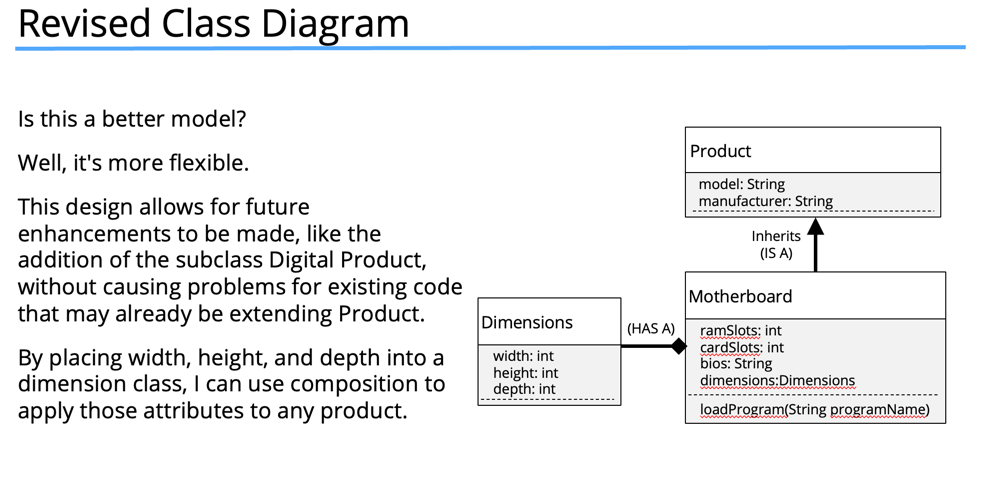 Revised Class Diagram
Is this a better model?
Well, it's more flexible.
This design allows for future
enhancements to be made, like the
addition of the subclass Digital Product,
without causing problems for existing code
that may already be extending Product.
By placing width, height, and depth into a
dimension class, I can use composition to
apply those attributes to any product.
Product
model: String
manufacturer: String
Inherits
(IS A)
Dimensions
width: int
height: int
depth: int
(HAS A)
Motherboard
ramSlots: int
cardSlots: int
bios: String
dimensions:Dimensions
loadProgram(String programName)